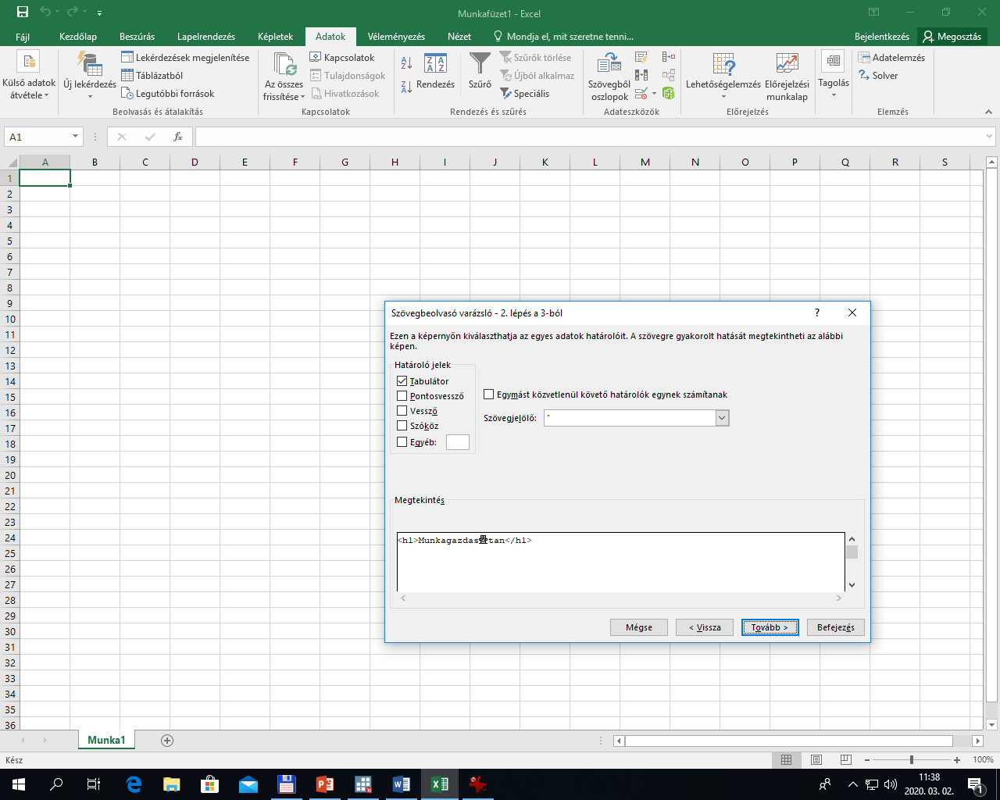 Munkafüzet1 - Excel
Fájl Kezdőlap Beszúrás Lapelrendezés Képletek Adatok Véleményezés Nézet Mondja el, mit szeretne tenni... Bejelentkezés Megosztás
Külső adatok átvétele
Új lekérdezés
Lekérdezések megjelenítése
Táblázatból
Legutóbbi források
Beolvasás és átalakítás
Az összes frissítése
Kapcsolatok
Tulajdonságok
Hivatkozások
Kapcsolatok
Rendezés
Szűrő
Szűrők törlése
Újból alkalmaz
Speciális
Rendezés és szűrés
Szövegből oszlopok
Adateszközök
Lehetőségelemzés
Előrejelzési munkalap
Előrejelzés
Tagolás
Adatelemzés
Solver
Elemzés
A1
fx
A B C D E F G H I J K L M N O P Q R S
1
2
3
4
5
6
7
8
9
10
11
12
13
14
15
16
17
18
19
20
21
22
23
24
25
26
27
28
29
30
31
32
33
34
35
36
Szövegbeolvasó varázsló - 2. lépés a 3-ból ?
Ezen a képernyőn kiválaszthatja az egyes adatok határolóit. A szövegre gyakorolt hatását megtekintheti az alábbi
képen.
Határoló jelek
Tabulátor
Pontosvessző
Vessző
Szóköz
Egyéb:
Egymást közvetlenül követő határolók egynek számítanak
Szövegjelölő: "
Megtekintés
< Vissza
Mégse
Tovább >
Befejezés
Munka1
Kész
100%
11:38
2020. 03. 02.
1